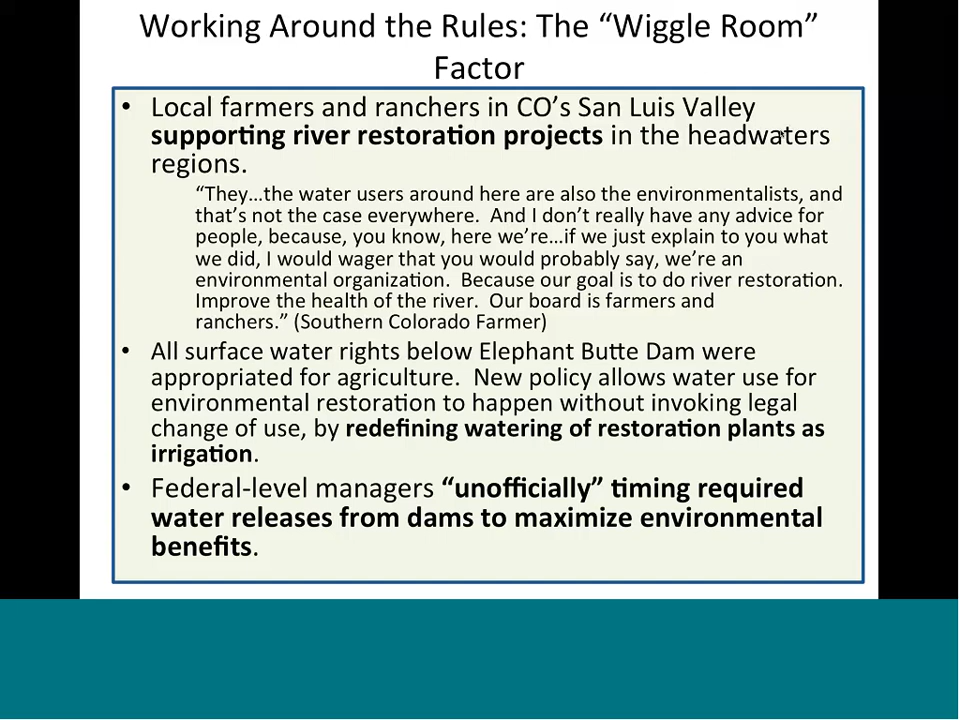 Working Around the Rules: The “Wiggle Room”
Factor
• Local farmers and ranchers in CO’s San Luis Valley
supporting river restoration projects in the headwaters
regions.
“They…the water users around here are also the environmentalists, and
that’s not the case everywhere. And I don’t really have any advice for
people, because, you know, here we’re…if we just explain to you what
we did, I would wager that you would probably say, we’re an
environmental organization. Because our goal is to do river restoration.
Improve the health of the river. Our board is farmers and
ranchers.” (Southern Colorado Farmer)
• All surface water rights below Elephant Butte Dam were
appropriated for agriculture. New policy allows water use for
environmental restoration to happen without invoking legal
change of use, by redefining watering of restoration plants as
irrigation.
• Federal-level managers “unofficially” timing required
water releases from dams to maximize environmental
benefits.